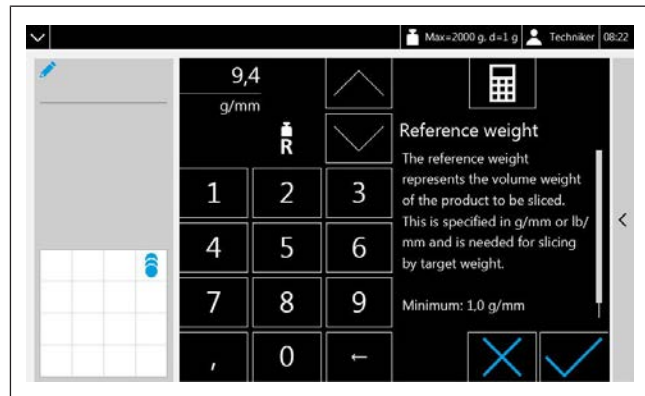 Max=2000 g, d=1 g Techniker 08:22
9,4
g/mm
R
1 2 3
4 5 6
7 8 9
, 0 ←
Reference weight
The reference weight
represents the volume weight
of the product to be sliced.
This is specified in g/mm or lb/
mm and is needed for slicing
by target weight.
Minimum: 1,0 g/mm